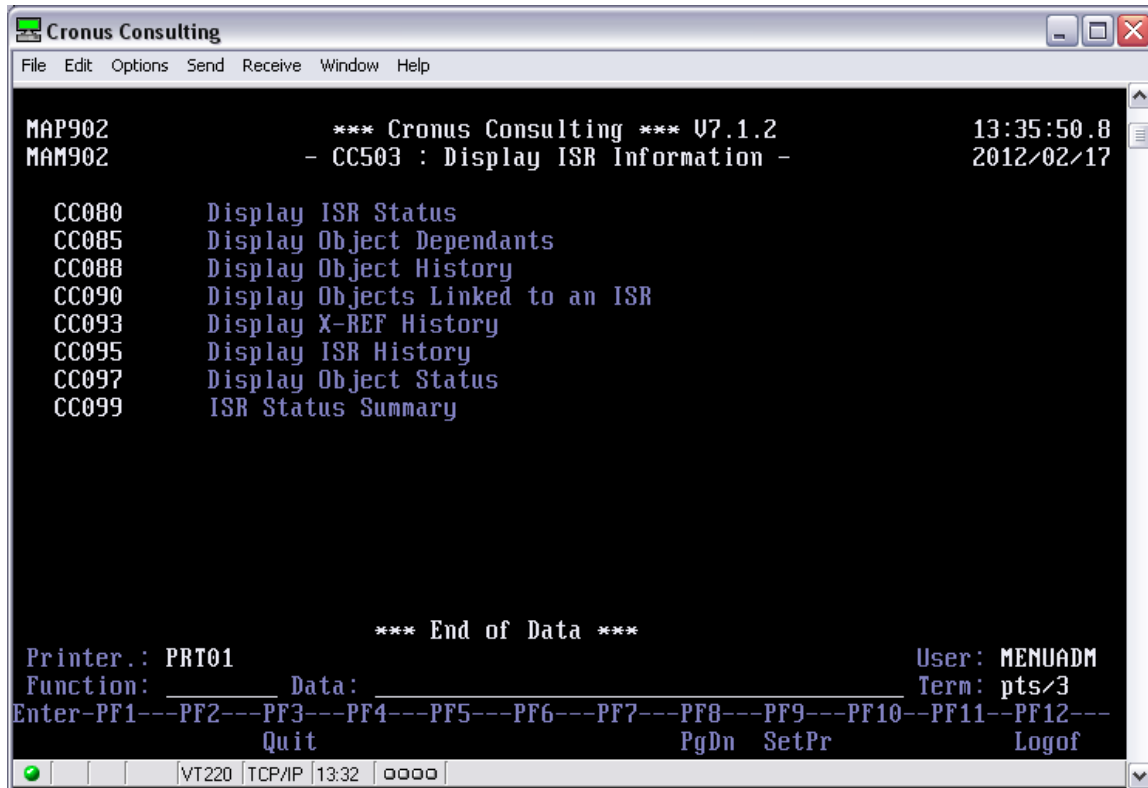 Cronus Consulting
File Edit Options Send Receive Window Help
MAP902 *** Cronus Consulting *** V7.1.2 13:35:50.8
MAM902 - CC503 : Display ISR Information - 2012/02/17
CC080 Display ISR Status
CC085 Display Object Dependants
CC088 Display Object History
CC090 Display Objects Linked to an ISR
CC093 Display X-REF History
CC095 Display ISR History
CC097 Display Object Status
CC099 ISR Status Summary
*** End of Data ***
Printer.: PRT01 User: MENUADM
Function: _________ Data: ___________________________________________ Term: pts/3
Enter-PF1---PF2---PF3---PF4---PF5---PF6---PF7---PF8---PF9---PF10--PF11--PF12---
Quit PgDn SetPr Logof
VT220 TCP/IP 13:32